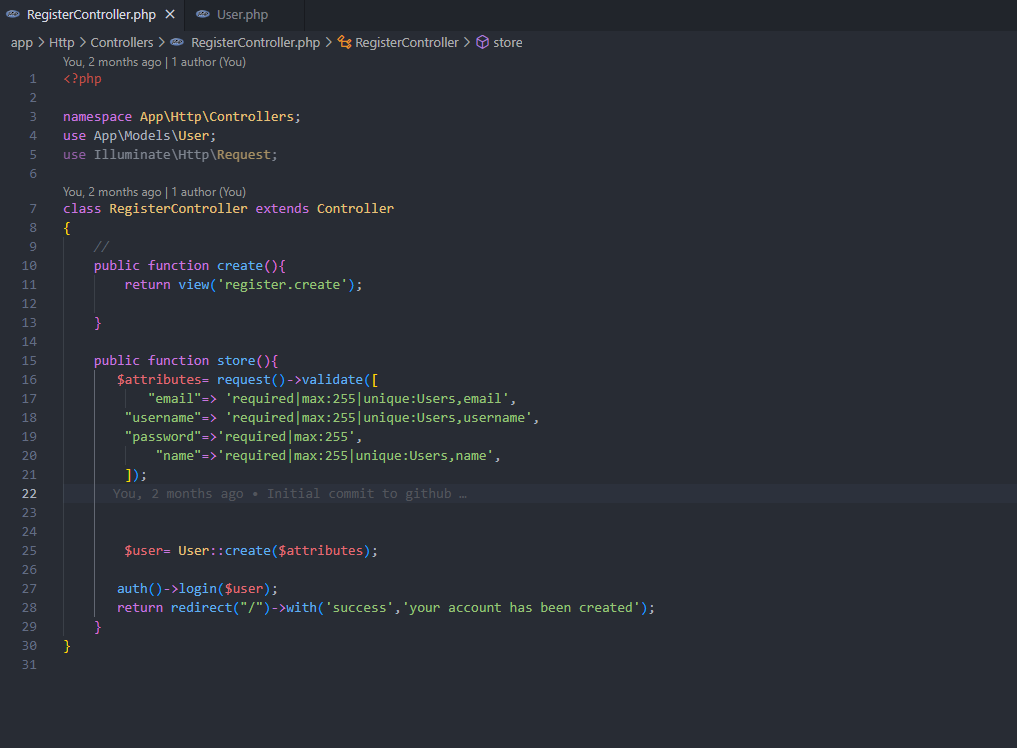 RegisterController.php
User.php
app > Http > Controllers > RegisterController.php > RegisterController > store
You, 2 months ago | 1 author (You)
1 <?php
2
3 namespace App\Http\Controllers;
4 use App\Models\User;
5 use Illuminate\Http\Request;
6
You, 2 months ago | 1 author (You)
7 class RegisterController extends Controller
8 {
9 //
10 public function create(){
11 return view('register.create');
12
13 }
14
15 public function store(){
16 $attributes= request()->validate([
17 "email"=> 'required|max:255|unique:Users,email',
18 "username"=> 'required|max:255|unique:Users,username',
19 "password"=>'required|max:255',
20 "name"=>'required|max:255|unique:Users,name',
21 ]);
22 You, 2 months ago • Initial commit to github …
23
24
25 $user= User::create($attributes);
26
27 auth()->login($user);
28 return redirect("/")->with('success','your account has been created');
29 }
30 }
31